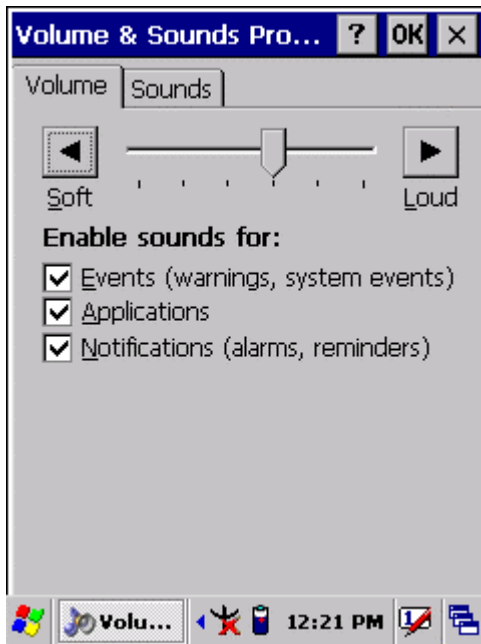 Volume & Sounds Pro... ? OK ×
Volume Sounds
Soft Loud
Enable sounds for:
Events (warnings, system events)
Applications
Notifications (alarms, reminders)
Volu... 12:21 PM